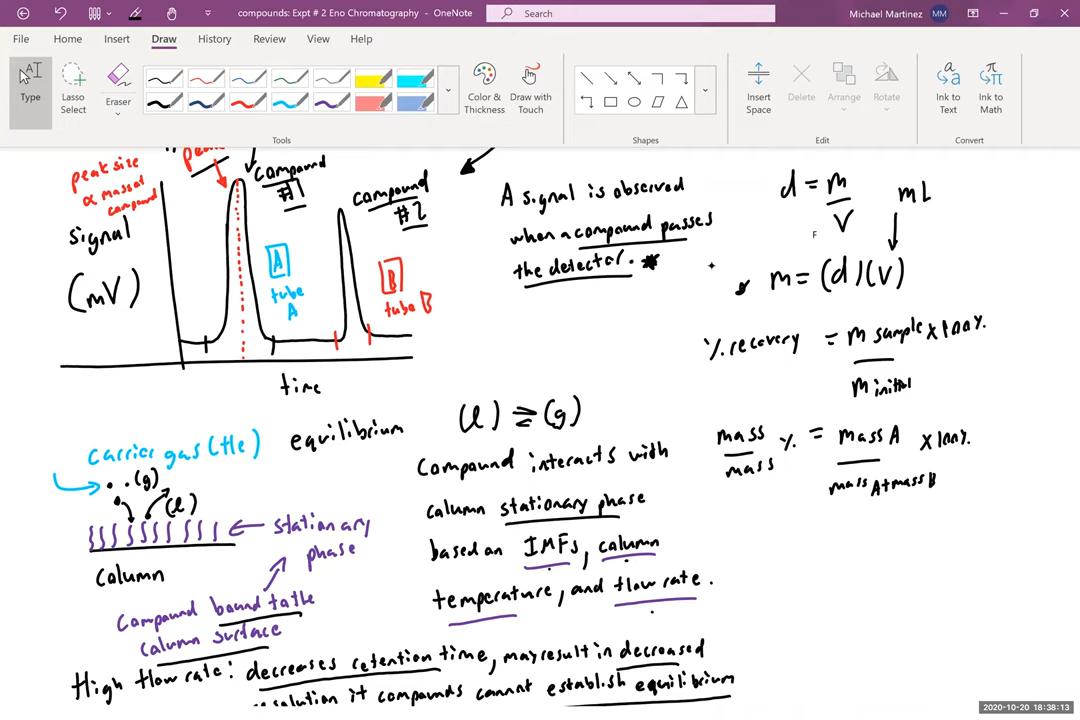 compounds: Expt # 2 Eno Chromatography - OneNote
Search
Michael Martinez MM
File Home Insert Draw History Review View Help
Type
Lasso Select
Eraser
Color & Thickness
Draw with Touch
Insert Space
Delete
Arrange
Rotate
Ink to Text
Ink to Math
Tools
Shapes
Edit
Convert
peak size
∝ mass of
compound
signal
(mV)
compound
#1
compound
#2
A
tube
A
B
tube B
time
A signal is observed
when a compound passes
the detector. *
d = m
V
mL
F
m = (d)(V)
% recovery = m sample x 100%
m initial
mass % = mass A x 100%
mass mass A + mass B
carrier gas (He)
equilibrium
(l) ⇌ (g)
(g)
(l)
stationary
phase
column
compound bound to the
column surface
Compound interacts with
column stationary phase
based on IMFs, column
temperature, and flow rate.
High flow rate: decreases retention time, may result in decreased
resolution if compounds cannot establish equilibrium
2020-10-20 18:38:13